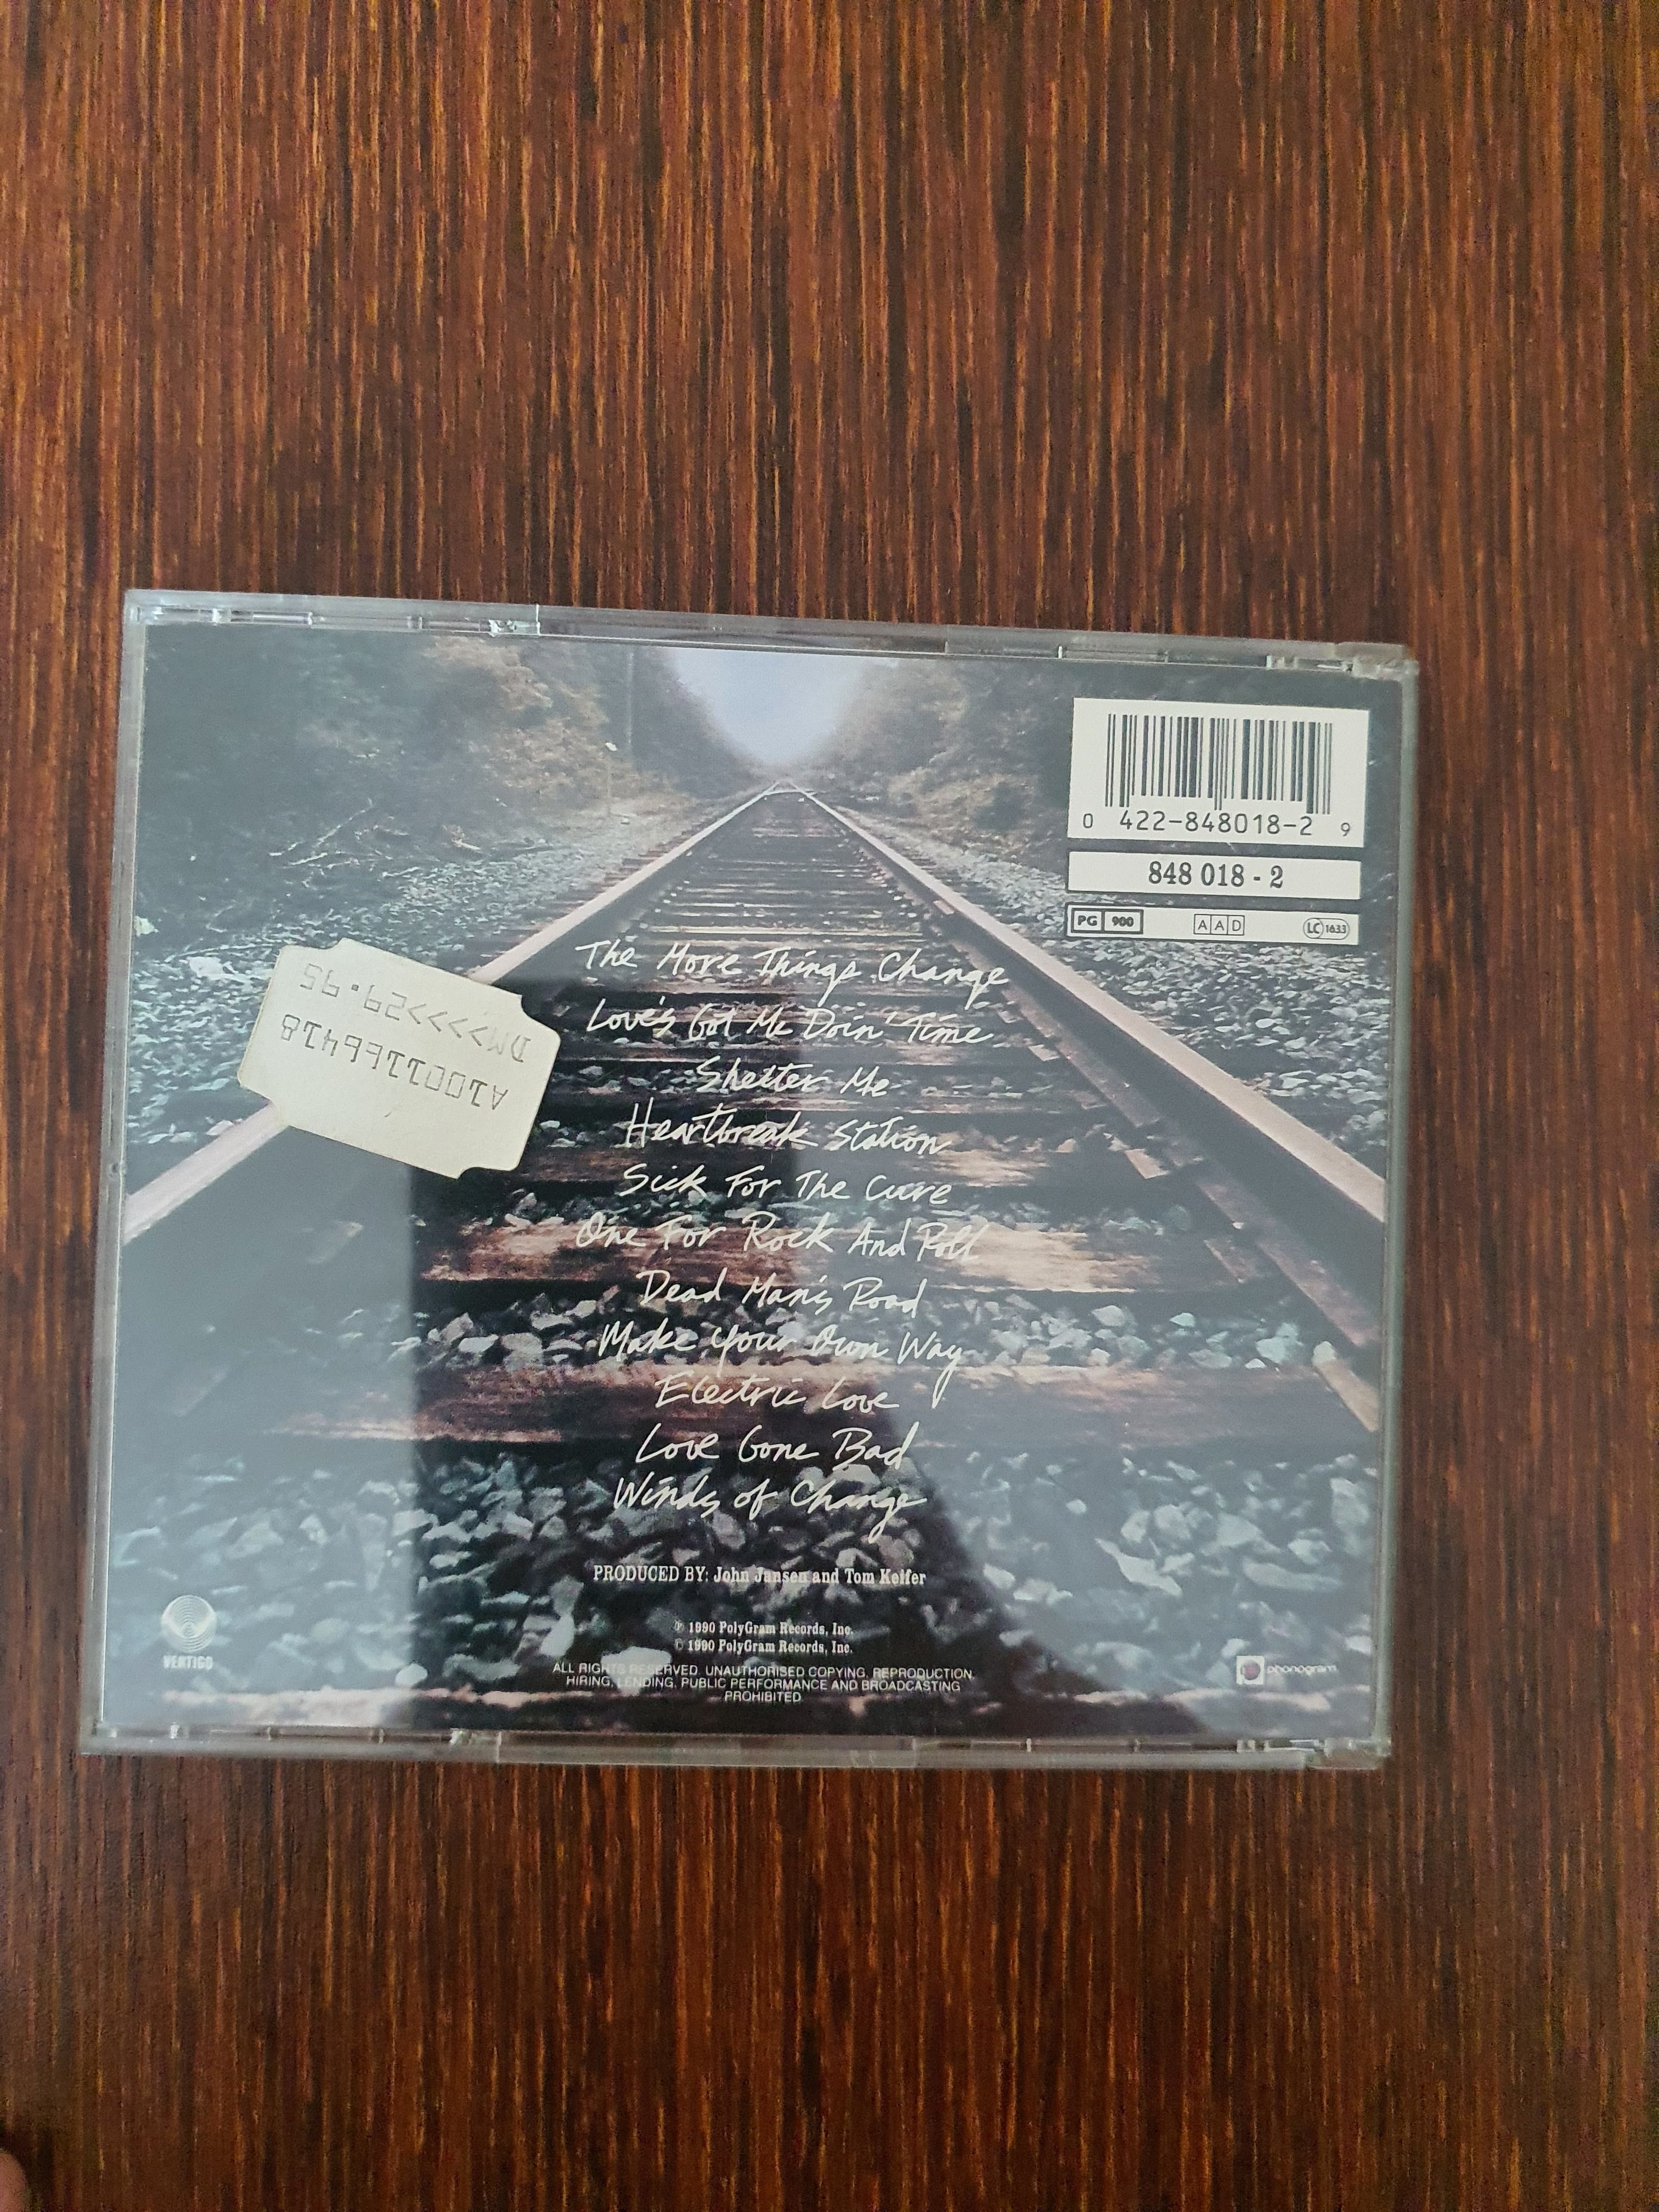 0 422-848018-2 9
848 018 - 2
PG 900 AAD LC 1633
DM>>>>29.95
A1001166418
The More Things Change
Love's Got Me Doin' Time
Shelter Me
Heartbreak Station
Sick For The Cure
One For Rock And Roll
Dead Man's Road
Make Your Own Way
Electric Love
Love Gone Bad
Winds of Change
PRODUCED BY: John Jansen and Tom Keifer
℗ 1990 PolyGram Records, Inc.
© 1990 PolyGram Records, Inc.
ALL RIGHTS RESERVED. UNAUTHORISED COPYING, REPRODUCTION,
HIRING, LENDING, PUBLIC PERFORMANCE AND BROADCASTING
PROHIBITED
VERTIGO
phonogram